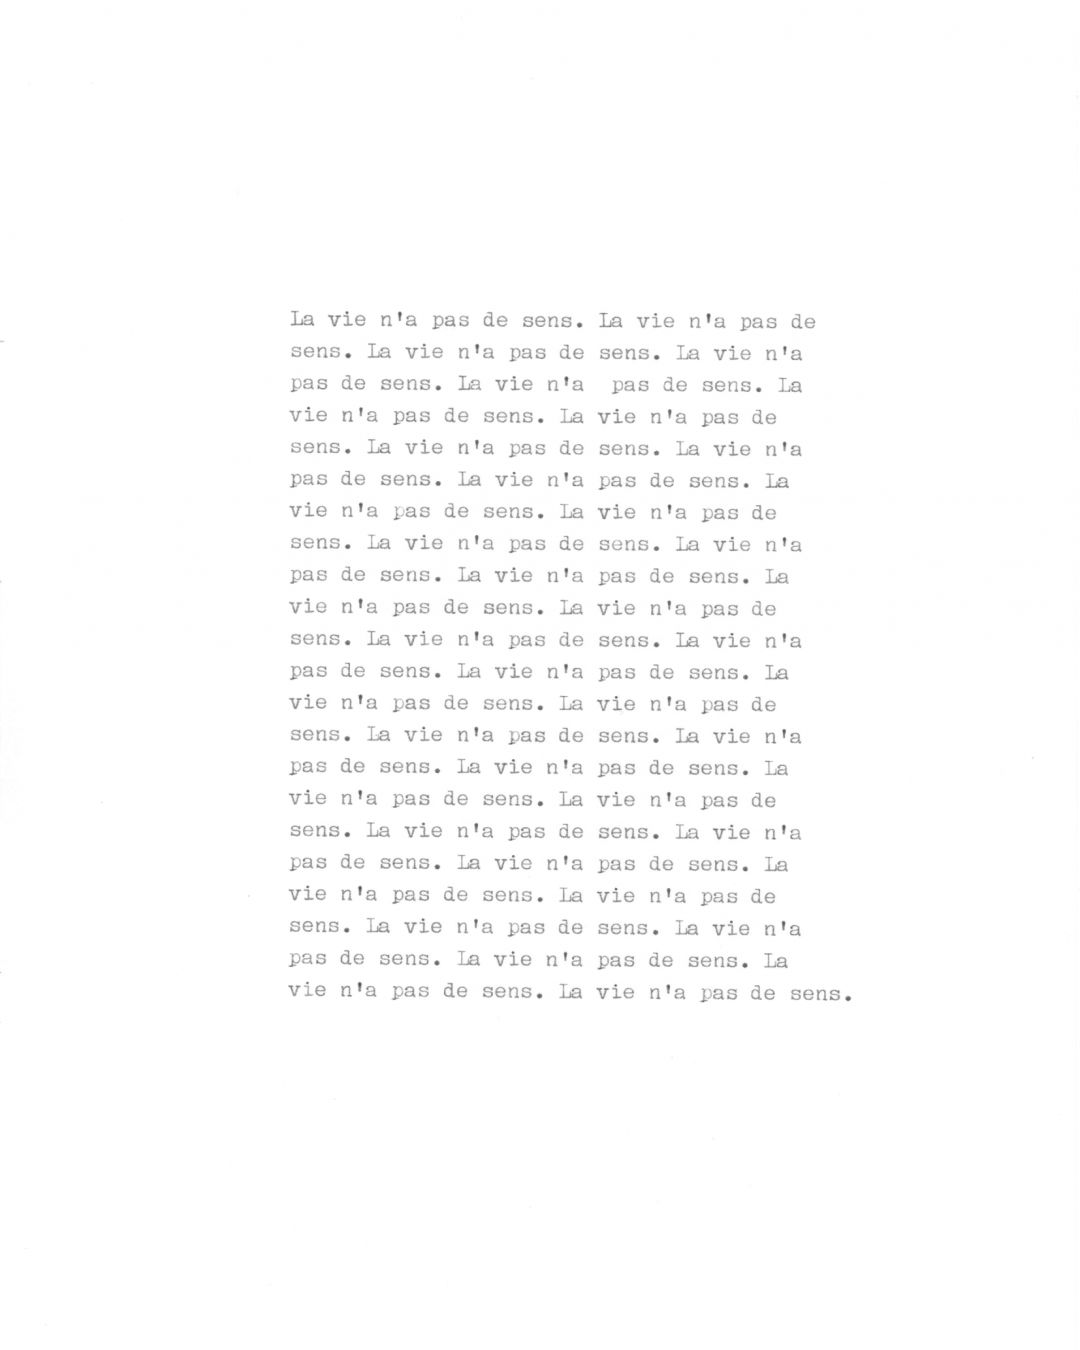 La vie n'a pas de sens. La vie n'a pas de
sens. La vie n'a pas de sens. La vie n'a
pas de sens. La vie n'a  pas de sens. La
vie n'a pas de sens. La vie n'a pas de
sens. La vie n'a pas de sens. La vie n'a
pas de sens. La vie n'a pas de sens. La
vie n'a pas de sens. La vie n'a pas de
sens. La vie n'a pas de sens. La vie n'a
pas de sens. La vie n'a pas de sens. La
vie n'a pas de sens. La vie n'a pas de
sens. La vie n'a pas de sens. La vie n'a
pas de sens. La vie n'a pas de sens. La
vie n'a pas de sens. La vie n'a pas de
sens. La vie n'a pas de sens. La vie n'a
pas de sens. La vie n'a pas de sens. La
vie n'a pas de sens. La vie n'a pas de
sens. La vie n'a pas de sens. La vie n'a
pas de sens. La vie n'a pas de sens. La
vie n'a pas de sens. La vie n'a pas de
sens. La vie n'a pas de sens. La vie n'a
pas de sens. La vie n'a pas de sens. La
vie n'a pas de sens. La vie n'a pas de sens.